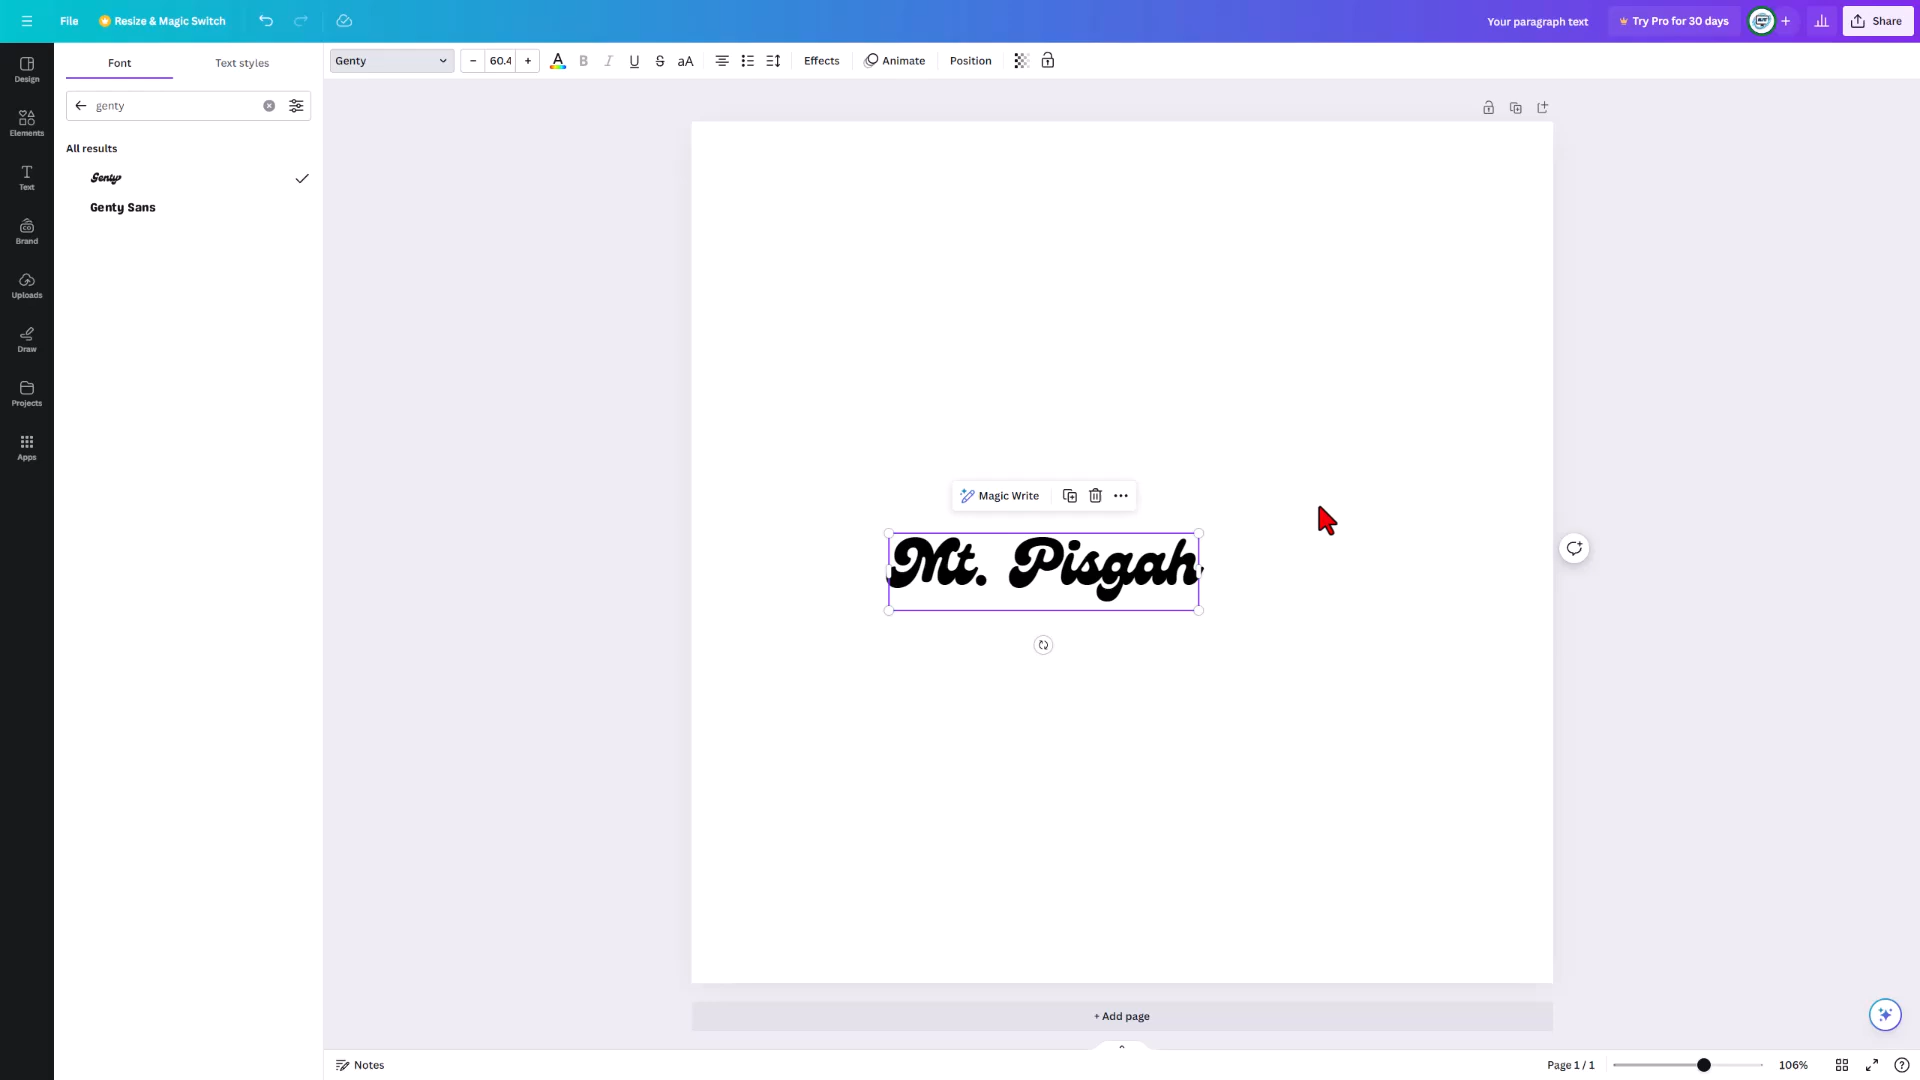 File
Resize & Magic Switch
Your paragraph text
Try Pro for 30 days
Share
Design
Elements
Text
Brand
Uploads
Draw
Projects
Apps
Font
Text styles
genty
All results
Genty
Genty Sans
Genty
60.4
A
B
I
U
S
aA
Effects
Animate
Position
Magic Write
Mt. Pisgah
+ Add page
Notes
Page 1 / 1
106%